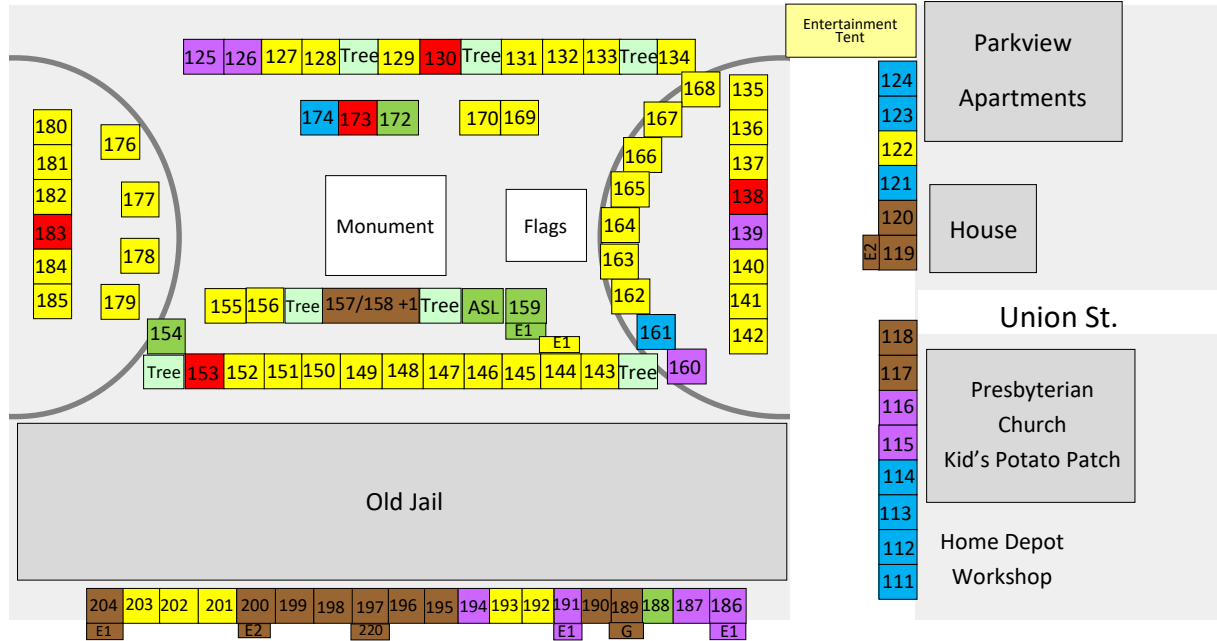 Entertainment
Tent
Parkview
Apartments
125 126 127 128 Tree 129 130 Tree 131 132 133 Tree 134
168 135
124
174 173 172 170 169
167 136
123
180 176
166 137
122
181
165 138
121
182 177
Monument
Flags
164 139
120
House
183
163 140
E2 119
184 178
162 141
185 179
155 156 Tree 157/158 +1 Tree ASL 159
E1
161 142
Union St.
154
E1
118
Tree 153 152 151 150 149 148 147 146 145 144 143 Tree 160
117
Presbyterian
Church
Kid's Potato Patch
116
115
114
Old Jail
113
112
Home Depot
Workshop
111
204 203 202 201 200 199 198 197 196 195 194 193 192 191 190 189 188 187 186
E1 E2 220 E1 G E1